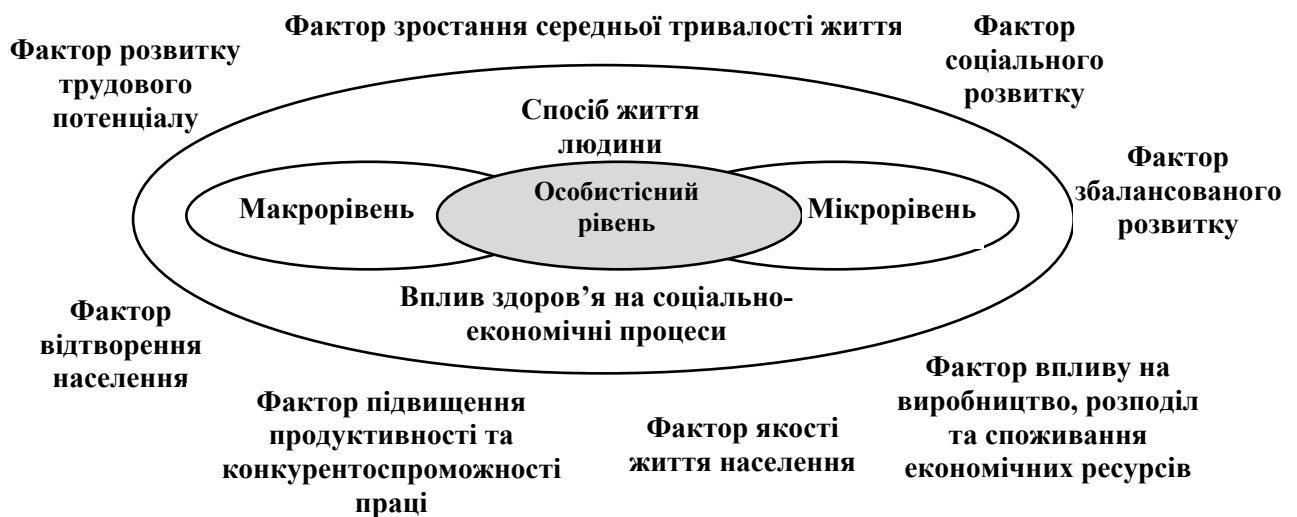 Фактор зростання середньої тривалості життя
Фактор розвитку
трудового
потенціалу
Фактор
соціального
розвитку
Спосіб життя
людини
Фактор
збалансованого
розвитку
Макрорівень
Особистісний
рівень
Мікрорівень
Вплив здоров’я на соціально-
економічні процеси
Фактор
відтворення
населення
Фактор підвищення
продуктивності та
конкурентоспроможності
праці
Фактор якості
життя населення
Фактор впливу на
виробництво, розподіл
та споживання
економічних ресурсів